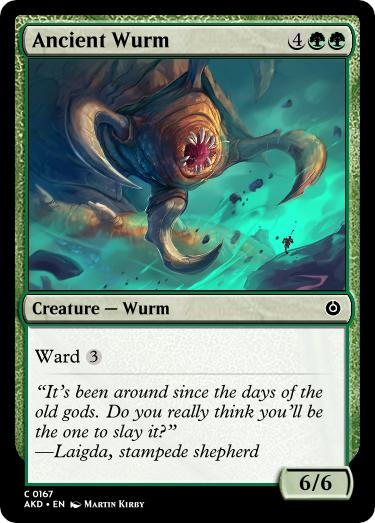 Ancient Wurm 4
Creature — Wurm
Ward 3
“It’s been around since the days of the
old gods. Do you really think you’ll be
the one to slay it?”
—Laigda, stampede shepherd
6/6
C 0167
AKD • EN Martin Kirby